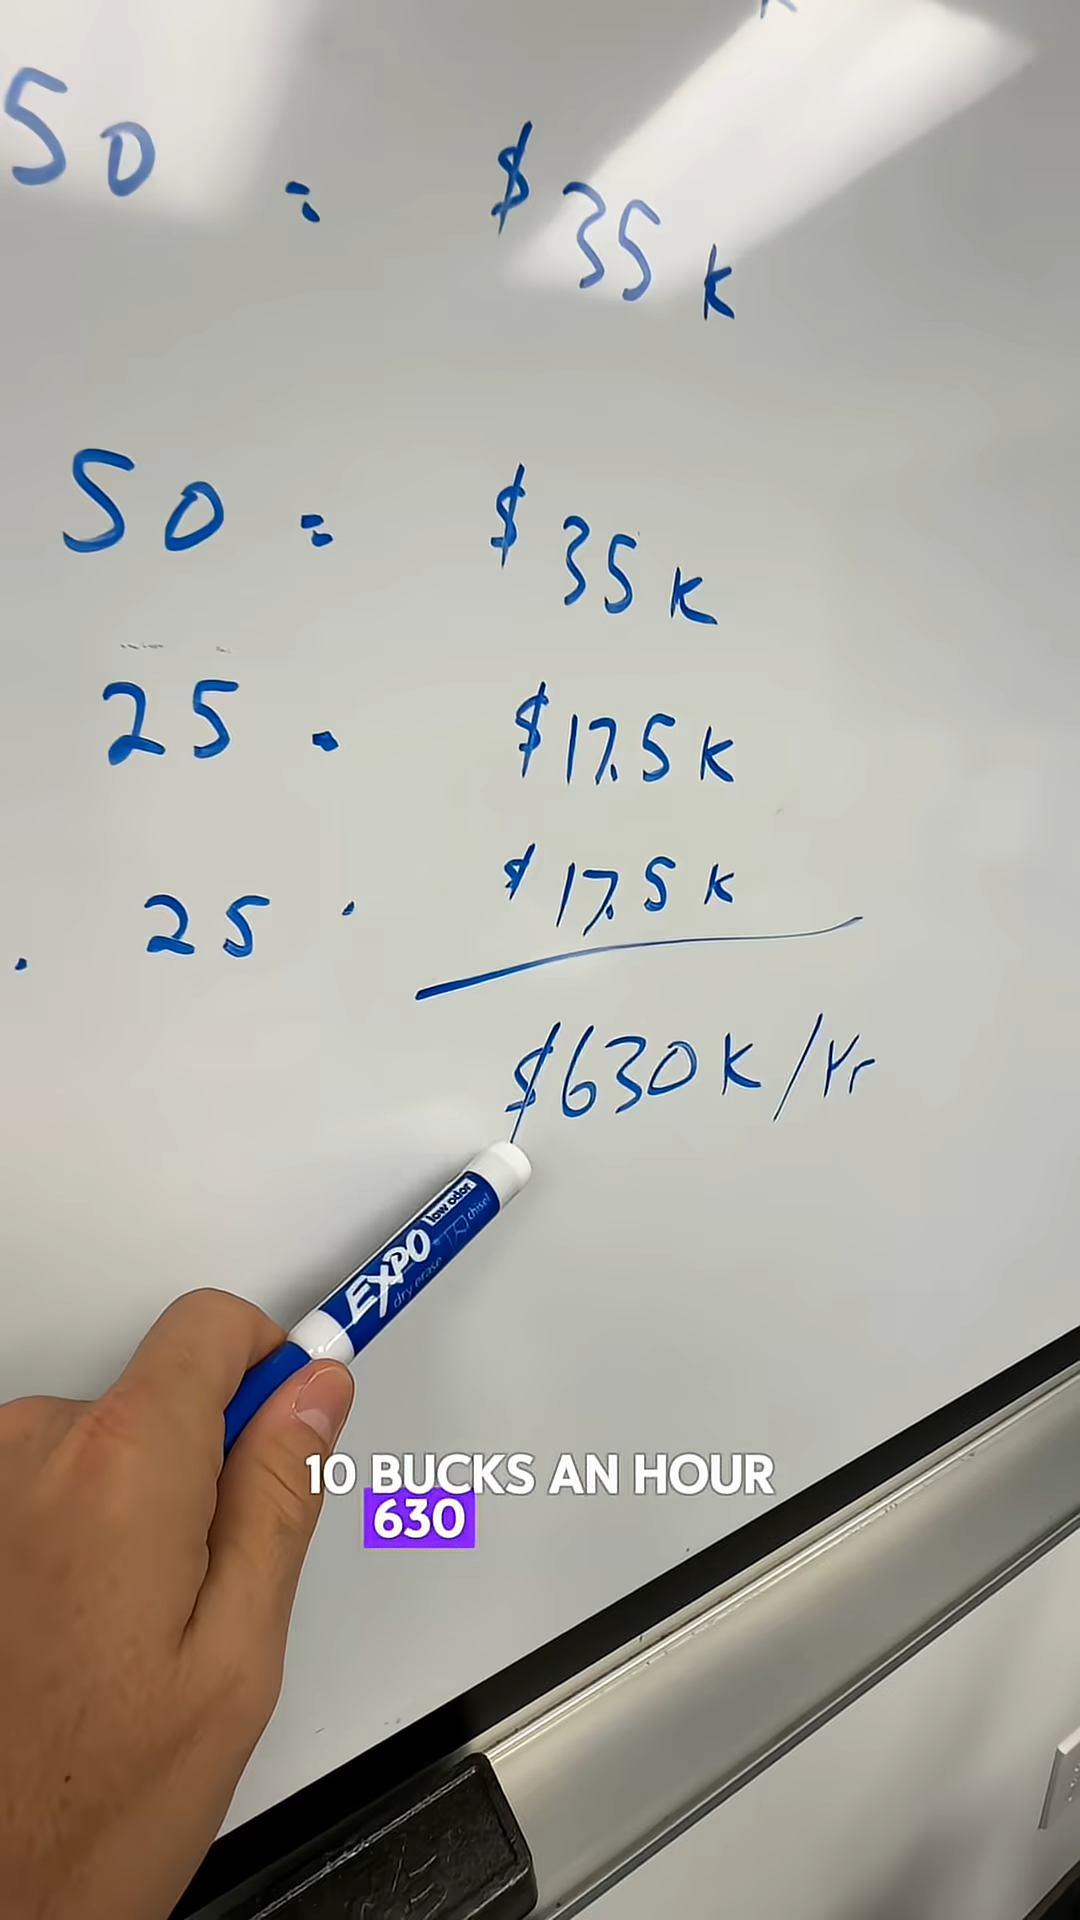 50 = $35k
50 = $35k
25 . $17.5k
. 25 . $17.5k
$630k/Yr
EXPO
low odor
dry erase
chisel
10 BUCKS AN HOUR
630